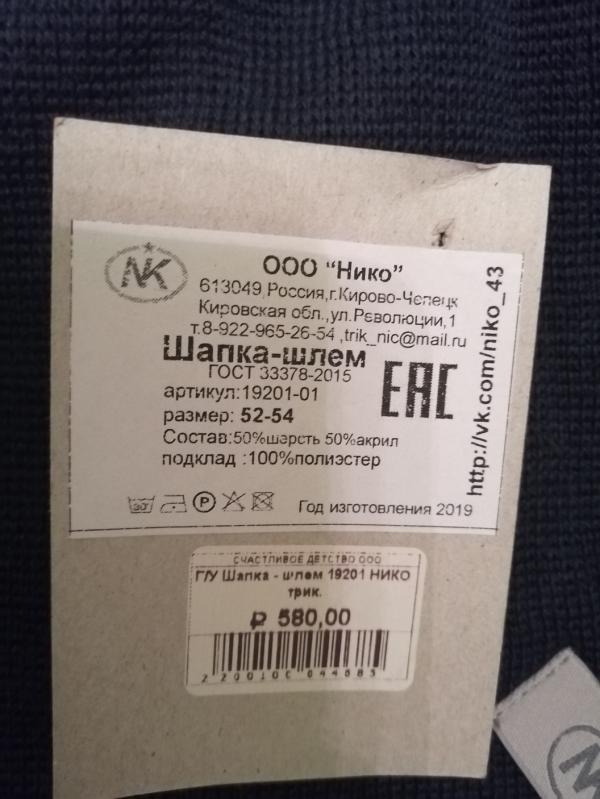 NK
ООО "Нико"
613049,Россия,г.Кирово-Чепецк
Кировская обл.,ул.Революции,1
т.8-922-965-26-54 ,trik_nic@mail.ru
Шапка-шлем
ГОСТ 33378-2015
артикул:19201-01
размер: 52-54
Состав:50%шерсть 50%акрил
подклад :100%полиэстер
EAC
http://vk.com/niko_43
30° P
Год изготовления 2019
СЧАСТЛИВОЕ ДЕТСТВО ООО
Г/У Шапка - шлем 19201 НИКО
трик.
₽ 580,00
NK